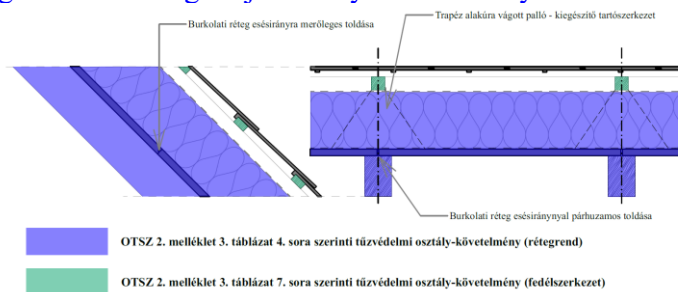 Burkolati réteg esésirányra merőleges toldása
Trapéz alakúra vágott palló - kiegészítő tartószerkezet
Burkolati réteg esésiránynyal párhuzamos toldása
OTSZ 2. melléklet 3. táblázat 4. sora szerinti tűzvédelmi osztály-követelmény (rétegrend)
OTSZ 2. melléklet 3. táblázat 7. sora szerinti tűzvédelmi osztály-követelmény (fedélszerkezet)